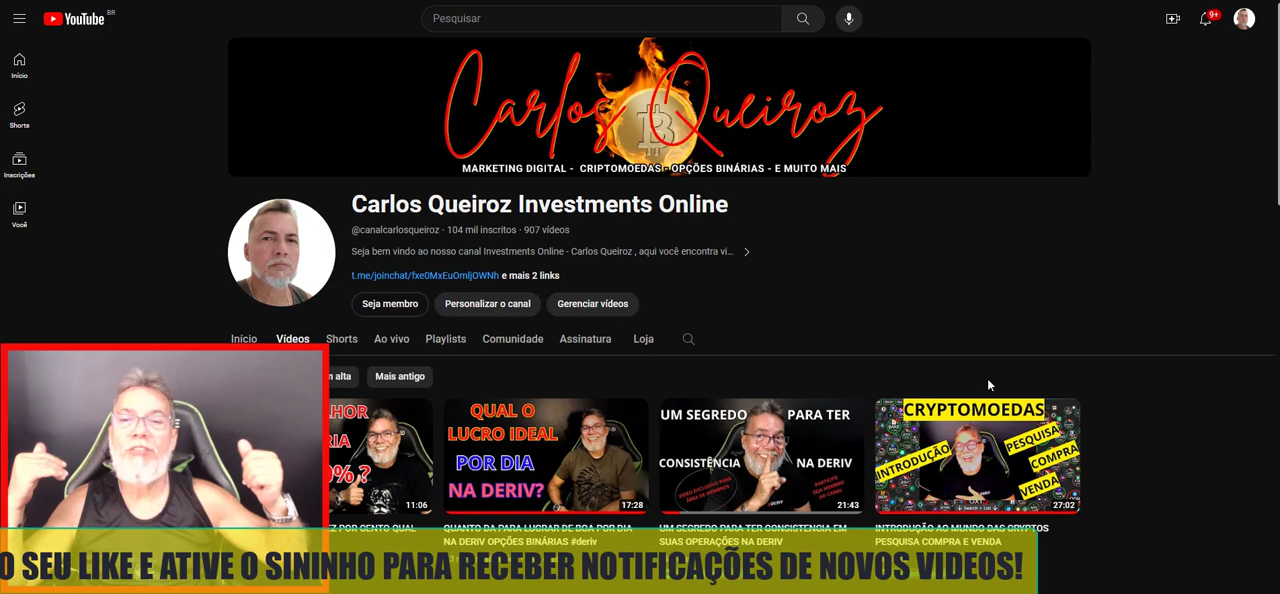 YouTube BR
Pesquisar
9+
Início
Shorts
Inscrições
Você
Carlos Queiroz
MARKETING DIGITAL - CRIPTOMOEDAS - OPÇÕES BINÁRIAS - E MUITO MAIS
Carlos Queiroz Investments Online
@canalcarlosqueiroz · 104 mil inscritos · 907 vídeos
Seja bem vindo ao nosso canal Investments Online - Carlos Queiroz , aqui você encontra vi...
t.me/joinchat/fxe0MxEuOmljOWNh e mais 2 links
Seja membro Personalizar o canal Gerenciar vídeos
Início Vídeos Shorts Ao vivo Playlists Comunidade Assinatura Loja
m alta Mais antigo
11:06
QUAL O
LUCRO IDEAL
POR DIA
NA DERIV?
17:28
UM SEGREDO PARA TER
CONSISTÊNCIA NA DERIV
21:43
CRYPTOMOEDAS
INTRODUÇÃO
PESQUISA
COMPRA
VENDA
27:02
POR CENTO QUAL
QUANTO DA PARA LUCRAR DE BOA POR DIA
NA DERIV OPÇÕES BINÁRIAS #deriv
UM SEGREDO PARA TER CONSISTENCIA EM
SUAS OPERAÇÕES NA DERIV
INTRODUÇÃO AO MUNDO DAS CRYPTOS
PESQUISA COMPRA E VENDA
O SEU LIKE E ATIVE O SININHO PARA RECEBER NOTIFICAÇÕES DE NOVOS VIDEOS!